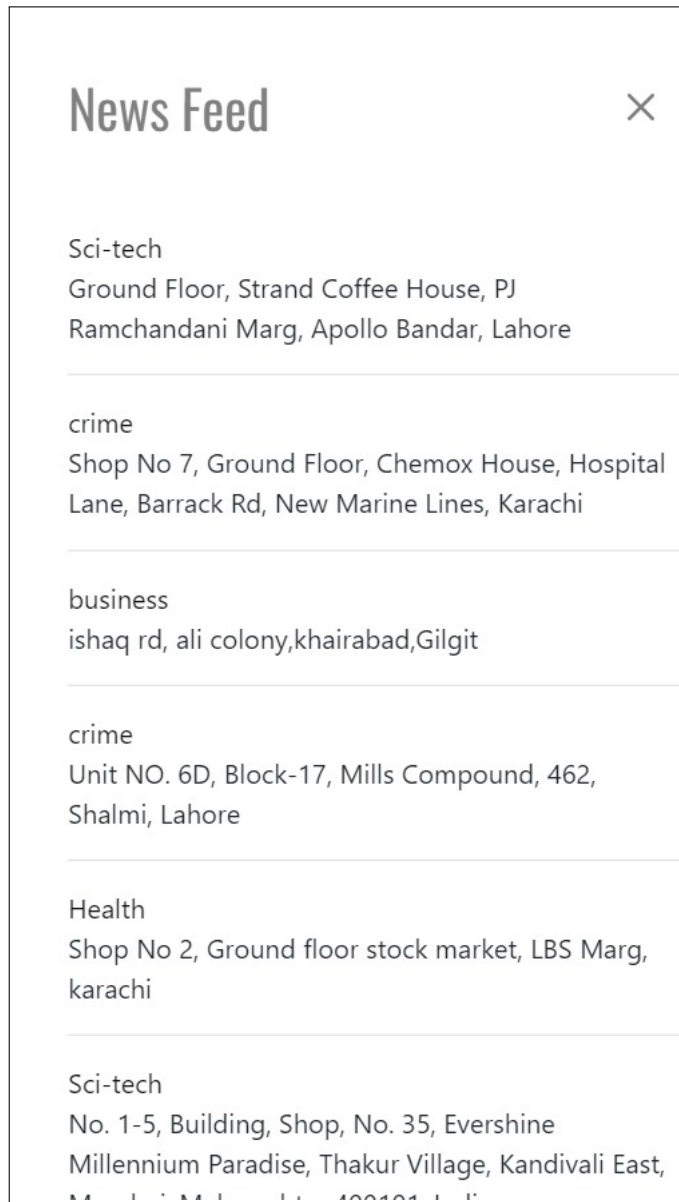 News Feed
Sci-tech
Ground Floor, Strand Coffee House, PJ
Ramchandani Marg, Apollo Bandar, Lahore
crime
Shop No 7, Ground Floor, Chemox House, Hospital
Lane, Barrack Rd, New Marine Lines, Karachi
business
ishaq rd, ali colony,khairabad,Gilgit
crime
Unit NO. 6D, Block-17, Mills Compound, 462,
Shalmi, Lahore
Health
Shop No 2, Ground floor stock market, LBS Marg,
karachi
Sci-tech
No. 1-5, Building, Shop, No. 35, Evershine
Millennium Paradise, Thakur Village, Kandivali East,